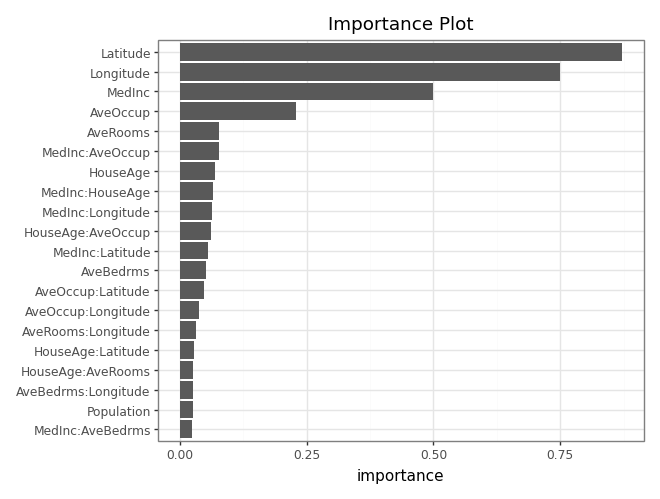 Importance Plot
Latitude
Longitude
MedInc
AveOccup
AveRooms
MedInc:AveOccup
HouseAge
MedInc:HouseAge
MedInc:Longitude
HouseAge:AveOccup
MedInc:Latitude
AveBedrms
AveOccup:Latitude
AveOccup:Longitude
AveRooms:Longitude
HouseAge:Latitude
HouseAge:AveRooms
AveBedrms:Longitude
Population
MedInc:AveBedrms
0.00 0.25 0.50 0.75
importance